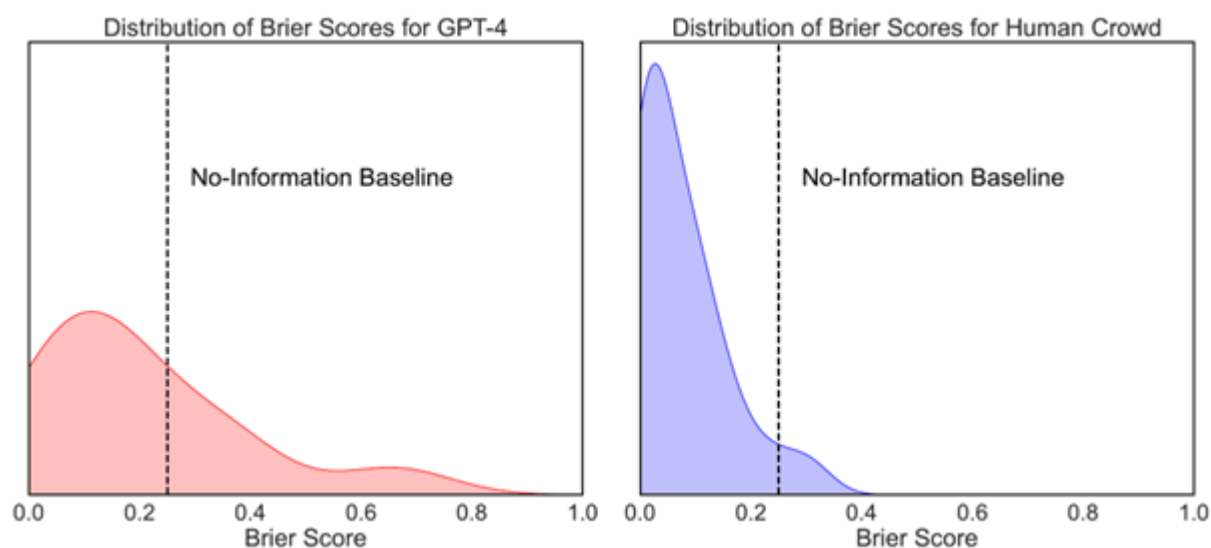 Distribution of Brier Scores for GPT-4
No-Information Baseline
0.0 0.2 0.4 0.6 0.8 1.0
Brier Score
Distribution of Brier Scores for Human Crowd
No-Information Baseline
0.0 0.2 0.4 0.6 0.8 1.0
Brier Score